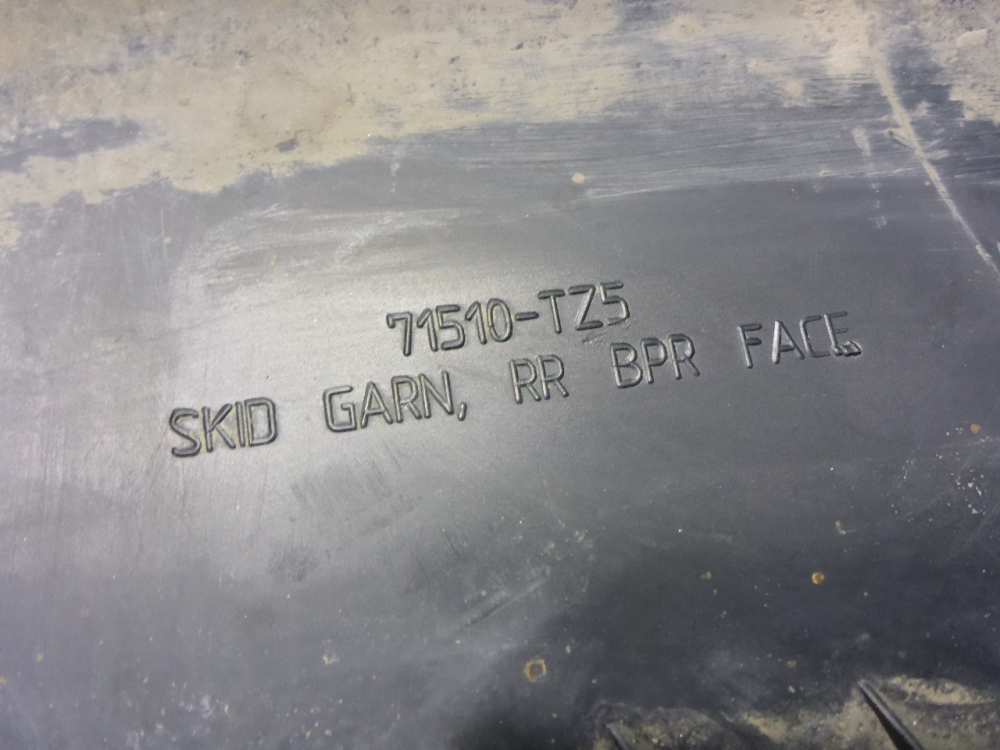 71510-TZ5
SKID GARN, RR BPR FACE